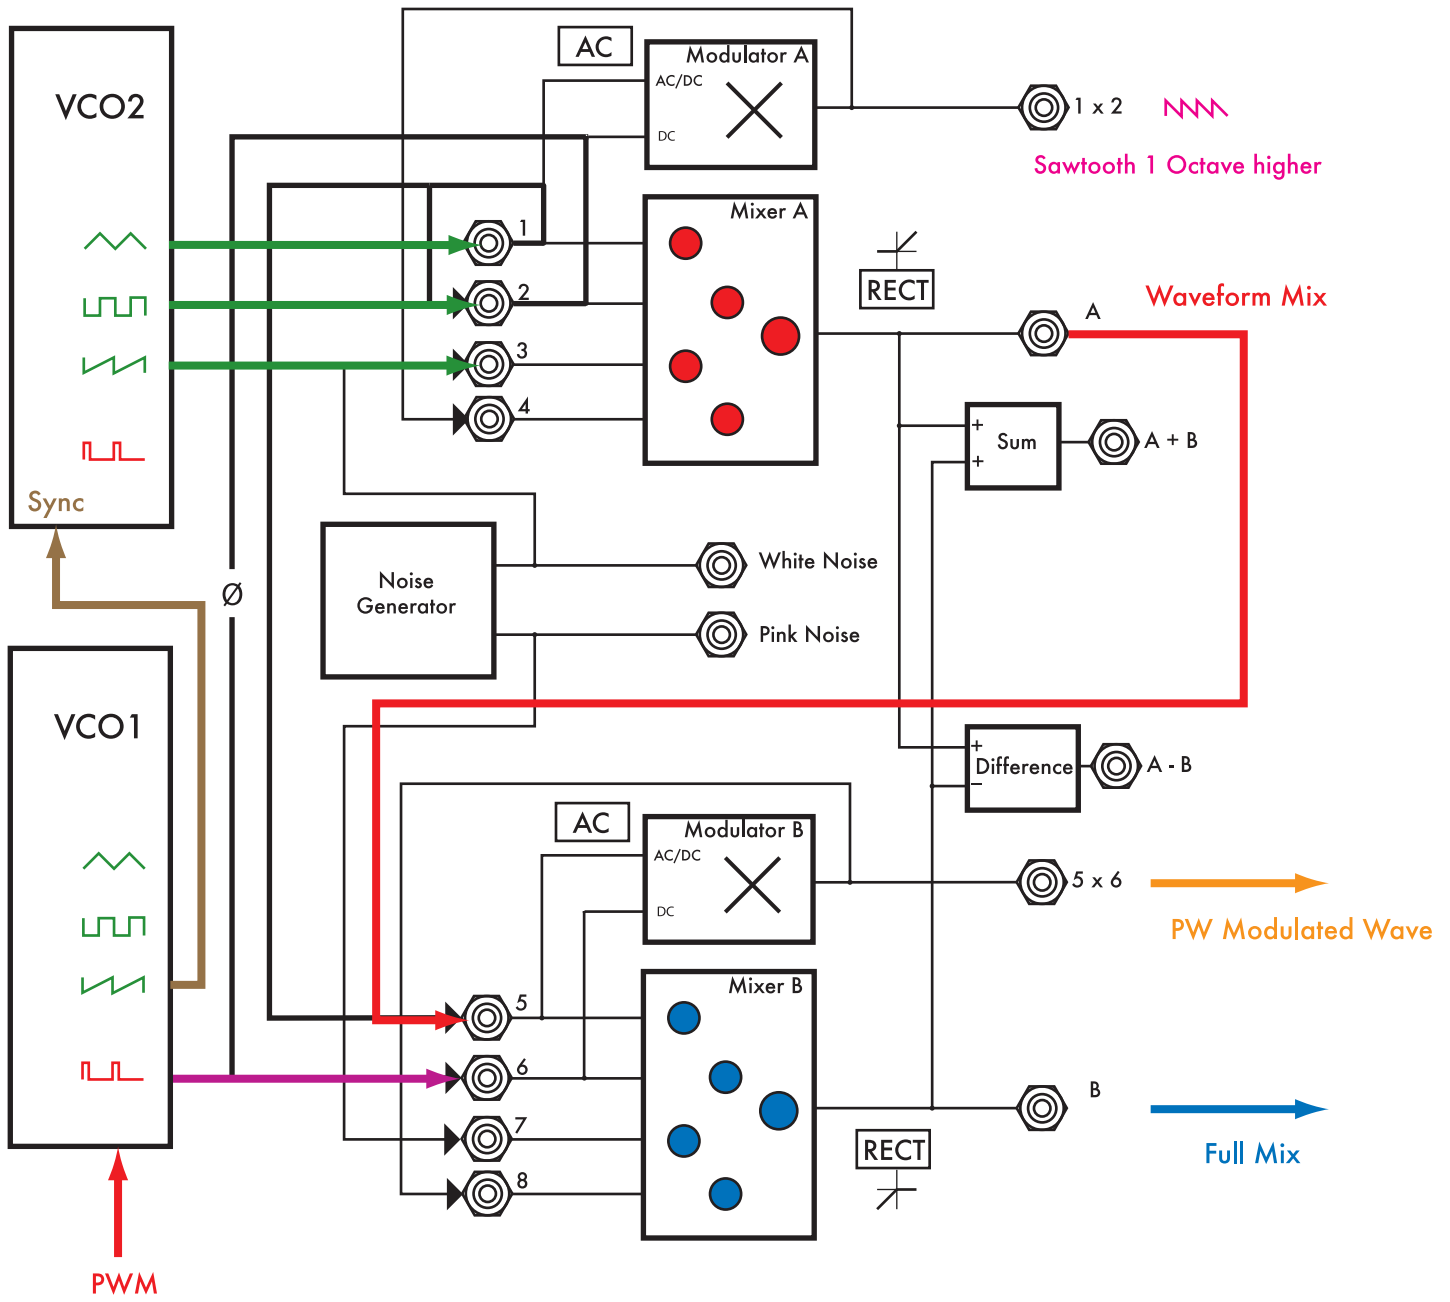 AC
Modulator A
AC/DC
DC
1 x 2
Sawtooth 1 Octave higher
VCO2
Mixer A
1
2
3
4
RECT
Waveform Mix
A
Sum
+
+
A + B
Sync
Noise
Generator
White Noise
Pink Noise
Ø
VCO1
+
Difference
−
A - B
AC
Modulator B
AC/DC
DC
5 x 6
PW Modulated Wave
Mixer B
5
6
7
8
B
RECT
Full Mix
PWM